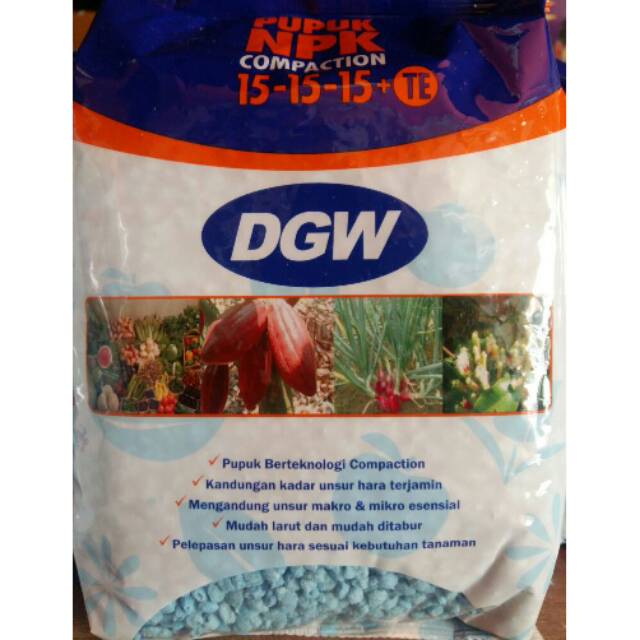 PUPUK
NPK
COMPACTION
15-15-15+TE
DGW
✓ Pupuk Berteknologi Compaction
✓ Kandungan kadar unsur hara terjamin
✓ Mengandung unsur makro & mikro esensial
✓ Mudah larut dan mudah ditabur
✓ Pelepasan unsur hara sesuai kebutuhan tanaman